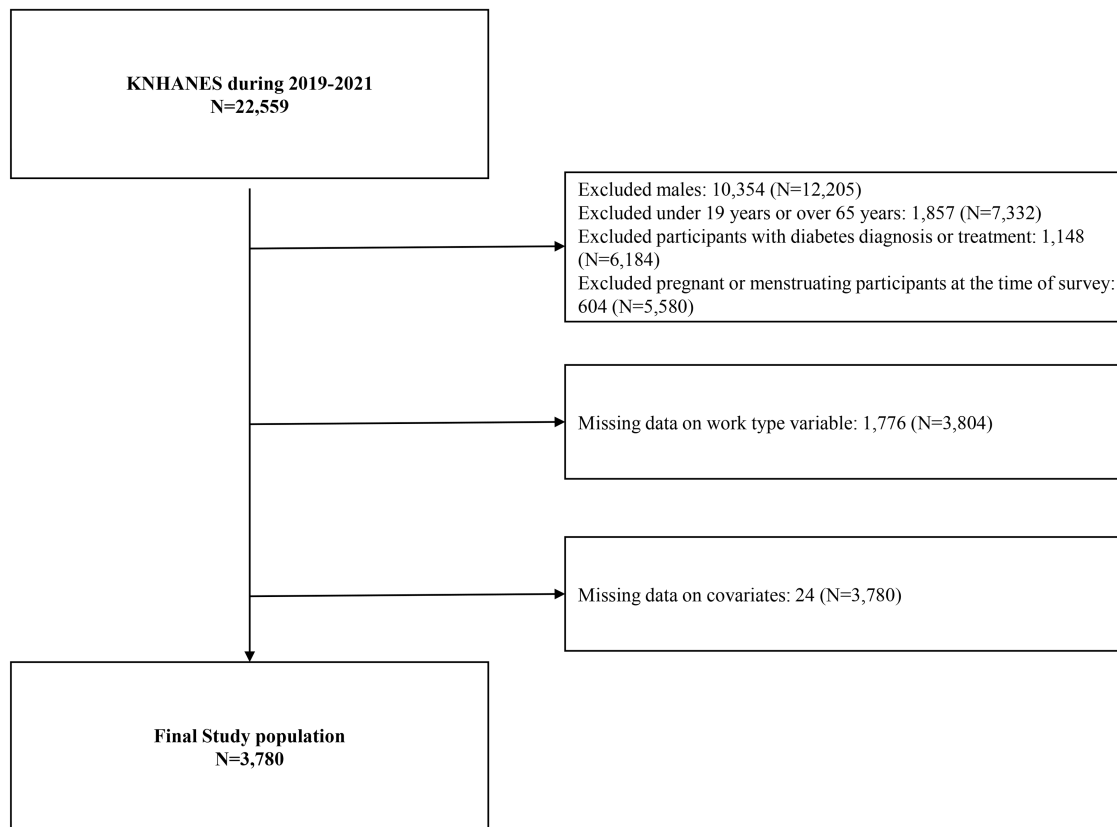 KNHANES during 2019-2021
N=22,559
Excluded males: 10,354 (N=12,205)
Excluded under 19 years or over 65 years: 1,857 (N=7,332)
Excluded participants with diabetes diagnosis or treatment: 1,148
(N=6,184)
Excluded pregnant or menstruating participants at the time of survey:
604 (N=5,580)
Missing data on work type variable: 1,776 (N=3,804)
Missing data on covariates: 24 (N=3,780)
Final Study population
N=3,780